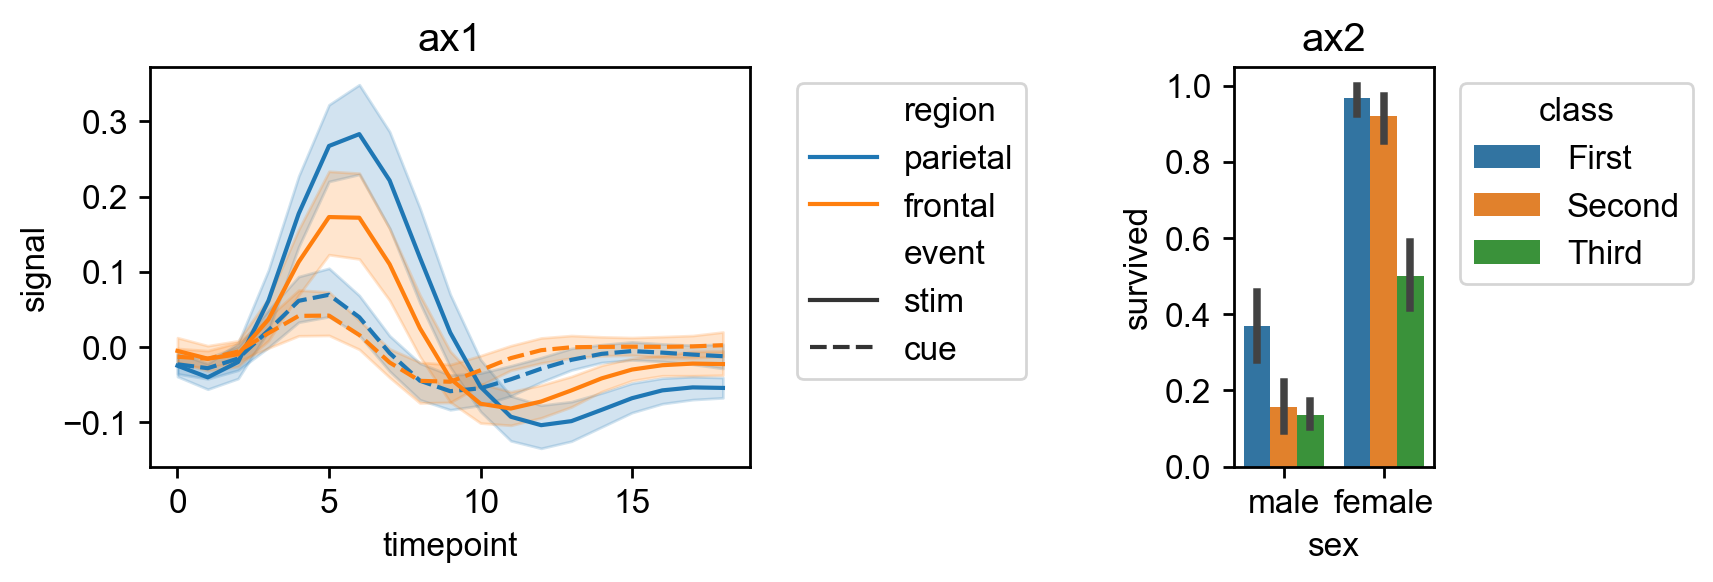 ax1
signal
0.3
0.2
0.1
0.0
−0.1
0
5
10
15
timepoint
region
parietal
frontal
event
stim
cue
ax2
survived
1.0
0.8
0.6
0.4
0.2
0.0
male
female
sex
class
First
Second
Third